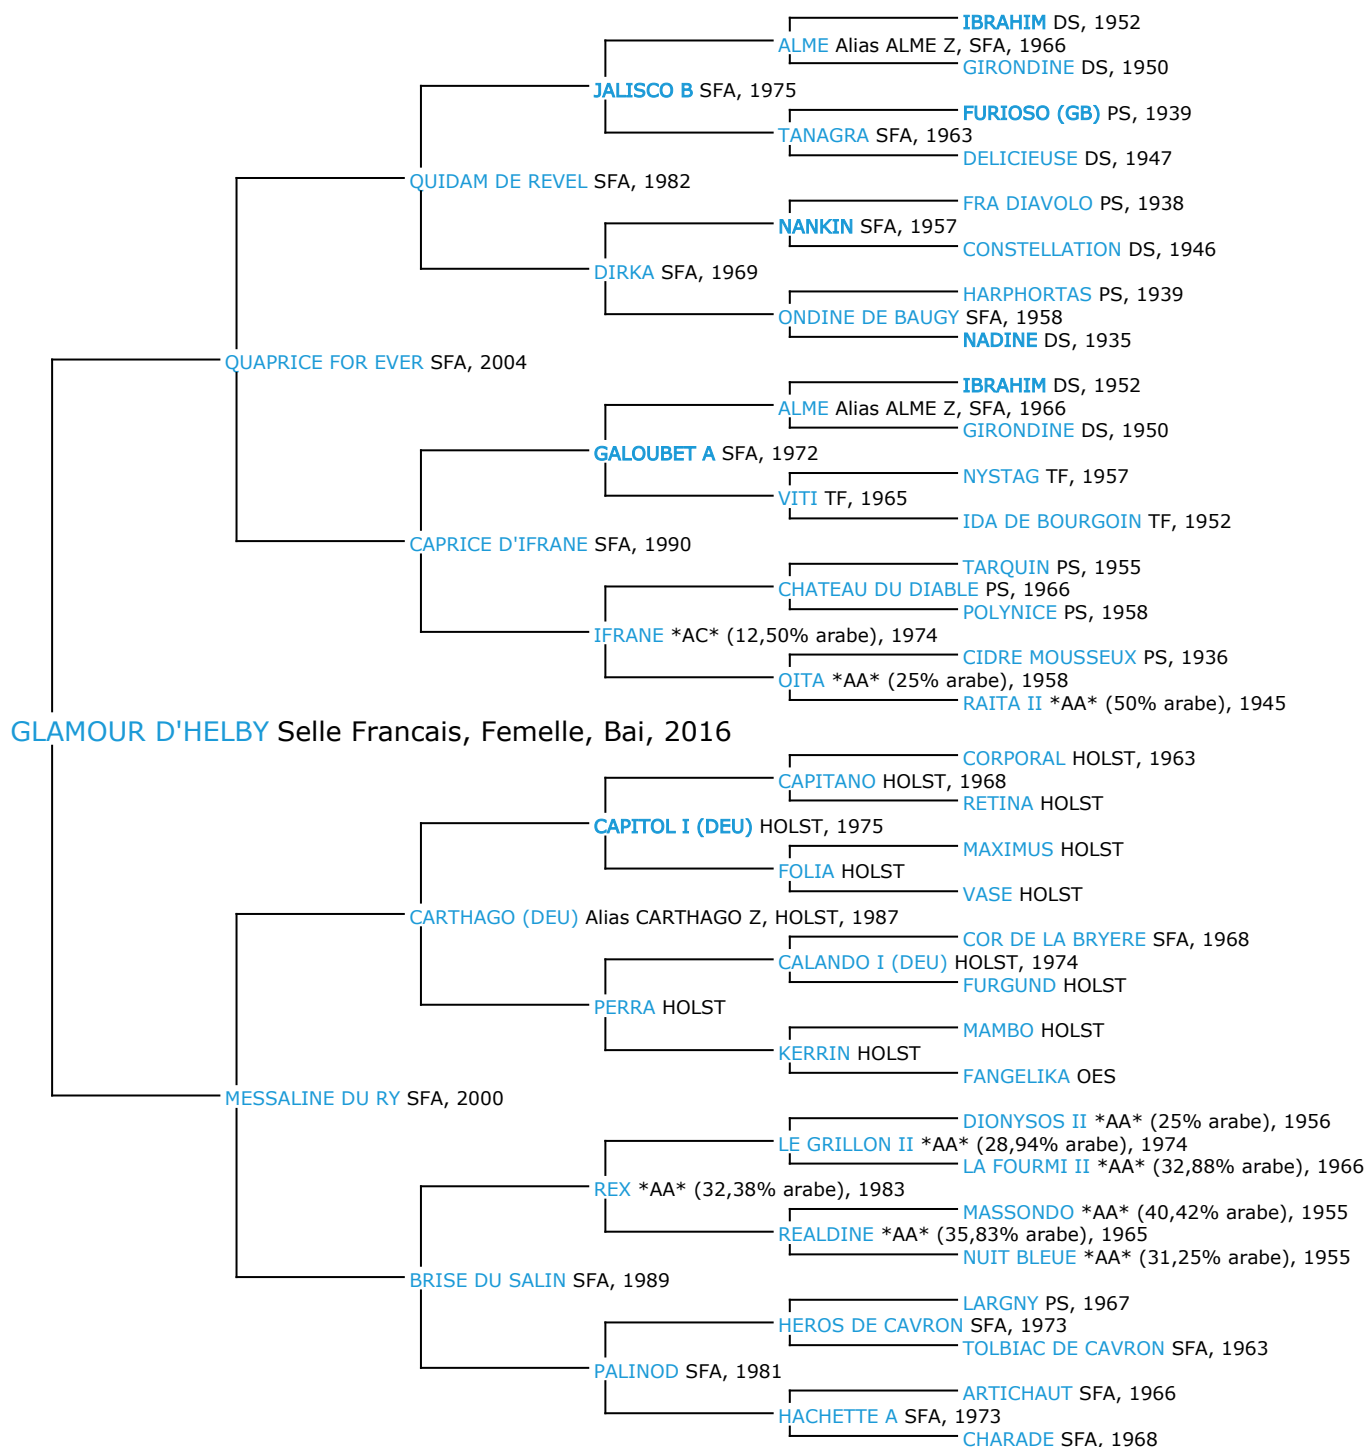 IBRAHIM DS, 1952
ALME Alias ALME Z, SFA, 1966
GIRONDINE DS, 1950
JALISCO B SFA, 1975
FURIOSO (GB) PS, 1939
TANAGRA SFA, 1963
DELICIEUSE DS, 1947
QUIDAM DE REVEL SFA, 1982
FRA DIAVOLO PS, 1938
NANKIN SFA, 1957
CONSTELLATION DS, 1946
DIRKA SFA, 1969
HARPHORTAS PS, 1939
ONDINE DE BAUGY SFA, 1958
NADINE DS, 1935
QUAPRICE FOR EVER SFA, 2004
IBRAHIM DS, 1952
ALME Alias ALME Z, SFA, 1966
GIRONDINE DS, 1950
GALOUBET A SFA, 1972
NYSTAG TF, 1957
VITI TF, 1965
IDA DE BOURGOIN TF, 1952
CAPRICE D'IFRANE SFA, 1990
TARQUIN PS, 1955
CHATEAU DU DIABLE PS, 1966
POLYNICE PS, 1958
IFRANE *AC* (12,50% arabe), 1974
CIDRE MOUSSEUX PS, 1936
OITA *AA* (25% arabe), 1958
RAITA II *AA* (50% arabe), 1945
GLAMOUR D'HELBY Selle Francais, Femelle, Bai, 2016
CORPORAL HOLST, 1963
CAPITANO HOLST, 1968
RETINA HOLST
CAPITOL I (DEU) HOLST, 1975
MAXIMUS HOLST
FOLIA HOLST
VASE HOLST
CARTHAGO (DEU) Alias CARTHAGO Z, HOLST, 1987
COR DE LA BRYERE SFA, 1968
CALANDO I (DEU) HOLST, 1974
FURGUND HOLST
PERRA HOLST
MAMBO HOLST
KERRIN HOLST
FANGELIKA OES
MESSALINE DU RY SFA, 2000
DIONYSOS II *AA* (25% arabe), 1956
LE GRILLON II *AA* (28,94% arabe), 1974
LA FOURMI II *AA* (32,88% arabe), 1966
REX *AA* (32,38% arabe), 1983
MASSONDO *AA* (40,42% arabe), 1955
REALDINE *AA* (35,83% arabe), 1965
NUIT BLEUE *AA* (31,25% arabe), 1955
BRISE DU SALIN SFA, 1989
LARGNY PS, 1967
HEROS DE CAVRON SFA, 1973
TOLBIAC DE CAVRON SFA, 1963
PALINOD SFA, 1981
ARTICHAUT SFA, 1966
HACHETTE A SFA, 1973
CHARADE SFA, 1968